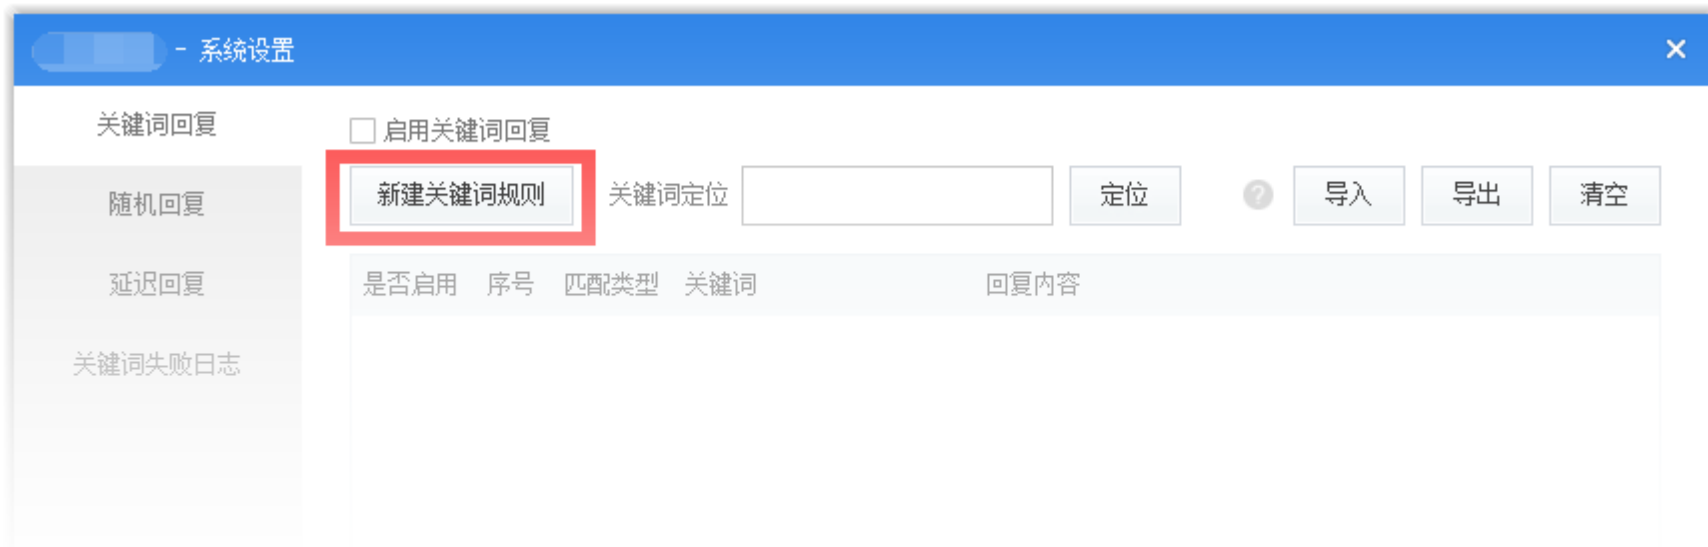 - 系统设置
关键词回复
启用关键词回复
新建关键词规则 关键词定位 定位 ? 导入 导出 清空
随机回复
是否启用 序号 匹配类型 关键词 回复内容
延迟回复
关键词失败日志